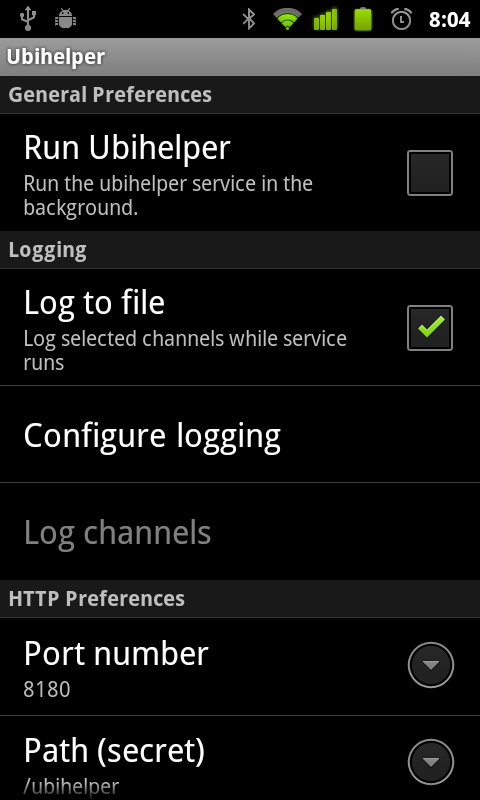 8:04
Ubihelper
General Preferences
Run Ubihelper
Run the ubihelper service in the
background.
Logging
Log to file
Log selected channels while service
runs
Configure logging
Log channels
HTTP Preferences
Port number
8180
Path (secret)
/ubihelper